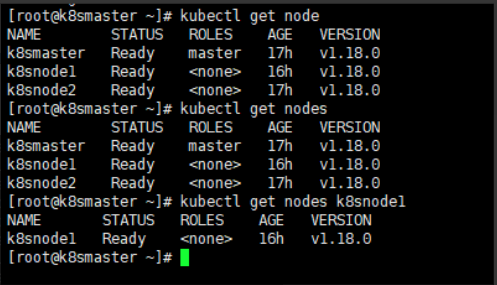 [root@k8smaster ~]# kubectl get node
NAME STATUS ROLES AGE VERSION
k8smaster Ready master 17h v1.18.0
k8snode1 Ready <none> 16h v1.18.0
k8snode2 Ready <none> 17h v1.18.0
[root@k8smaster ~]# kubectl get nodes
NAME STATUS ROLES AGE VERSION
k8smaster Ready master 17h v1.18.0
k8snode1 Ready <none> 16h v1.18.0
k8snode2 Ready <none> 17h v1.18.0
[root@k8smaster ~]# kubectl get nodes k8snode1
NAME STATUS ROLES AGE VERSION
k8snode1 Ready <none> 16h v1.18.0
[root@k8smaster ~]#